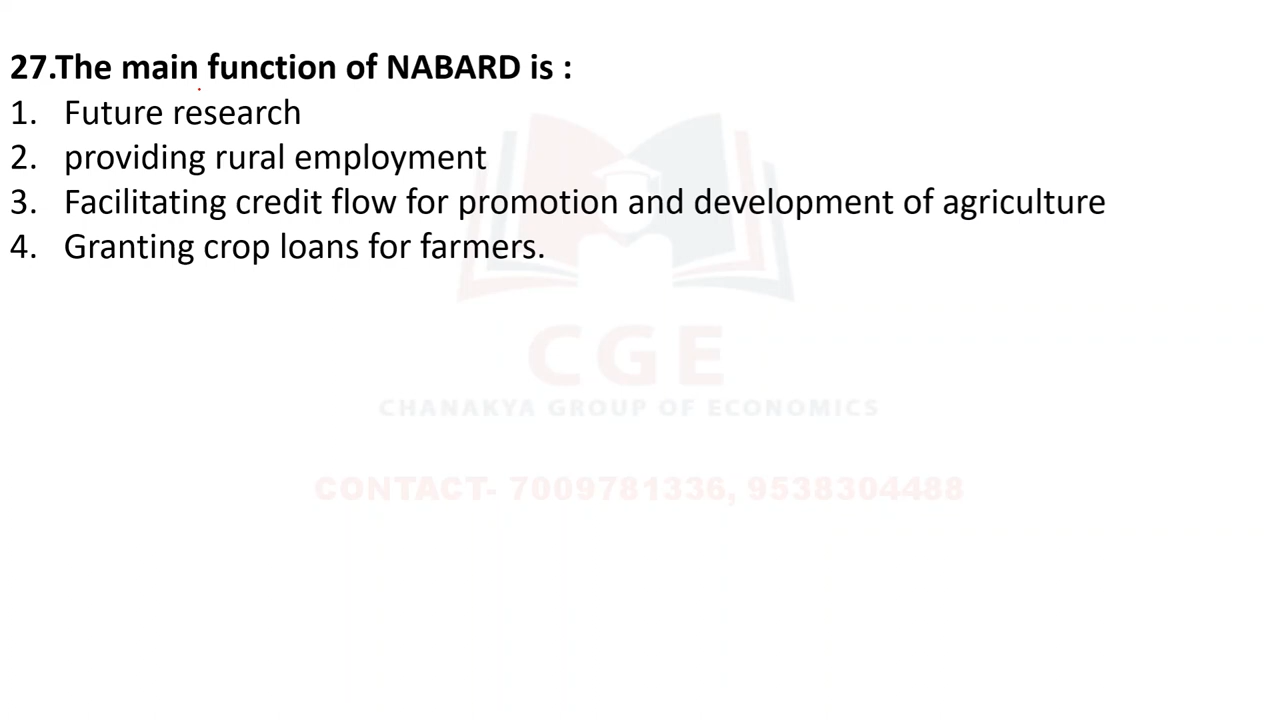 27.The main function of NABARD is :
1. Future research
2. providing rural employment
3. Facilitating credit flow for promotion and development of agriculture
4. Granting crop loans for farmers.
CGE
CHANAKYA GROUP OF ECONOMICS
CONTACT- 7009781336, 9538304488